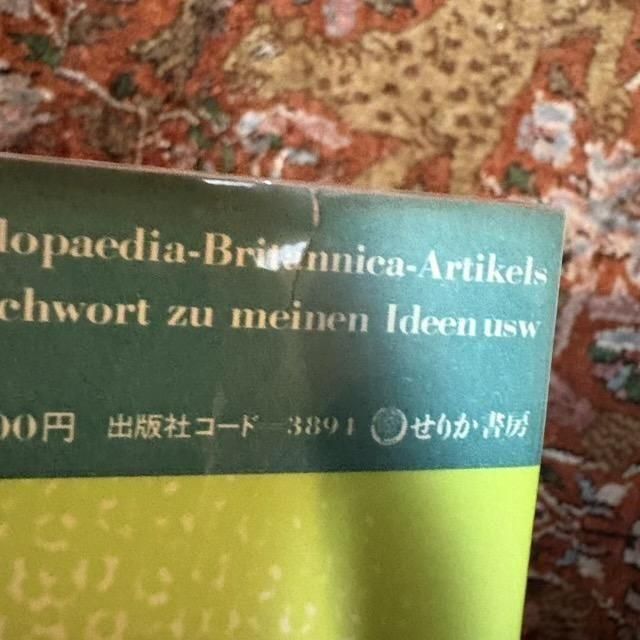 lopaedia-Britannica-Artikels
chwort zu meinen Ideen usw
00円 出版社コード—3894 せりか書房